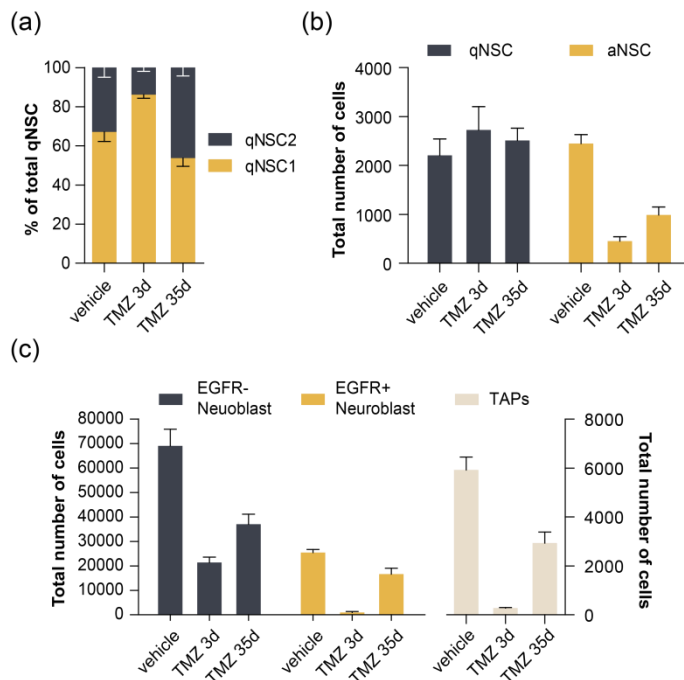 (a)
% of total qNSC
100
80
60
40
20
0
vehicle
TMZ 3d
TMZ 35d
qNSC2
qNSC1
(b)
qNSC
aNSC
Total number of cells
4000
3000
2000
1000
0
vehicle
TMZ 3d
TMZ 35d
vehicle
TMZ 3d
TMZ 35d
(c)
EGFR-
Neuoblast
EGFR+
Neuroblast
TAPs
Total number of cells
80000
70000
60000
50000
40000
30000
20000
10000
0
vehicle
TMZ 3d
TMZ 35d
vehicle
TMZ 3d
TMZ 35d
vehicle
TMZ 3d
TMZ 35d
8000
6000
4000
2000
0
Total number of cells